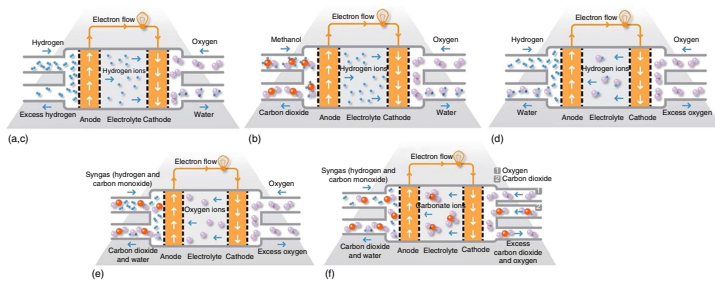 Electron flow
Hydrogen
Oxygen
Hydrogen ions
Excess hydrogen
Anode
Electrolyte
Cathode
Water
(a,c)
Electron flow
Methanol
Oxygen
Hydrogen ions
Carbon dioxide
Anode
Electrolyte
Cathode
Water
(b)
Electron flow
Hydrogen
Oxygen
Hydrogen ions
Water
Anode
Electrolyte
Cathode
Excess oxygen
(d)
Electron flow
Syngas (hydrogen and
carbon monoxide)
Oxygen
Oxygen ions
Carbon dioxide
and water
Anode
Electrolyte
Cathode
Excess oxygen
(e)
Electron flow
Syngas (hydrogen and
carbon monoxide)
1 Oxygen
2 Carbon dioxide
1
2
Carbonate ions
Carbon dioxide
and water
Anode
Electrolyte
Cathode
Excess
carbon dioxide
and oxygen
(f)